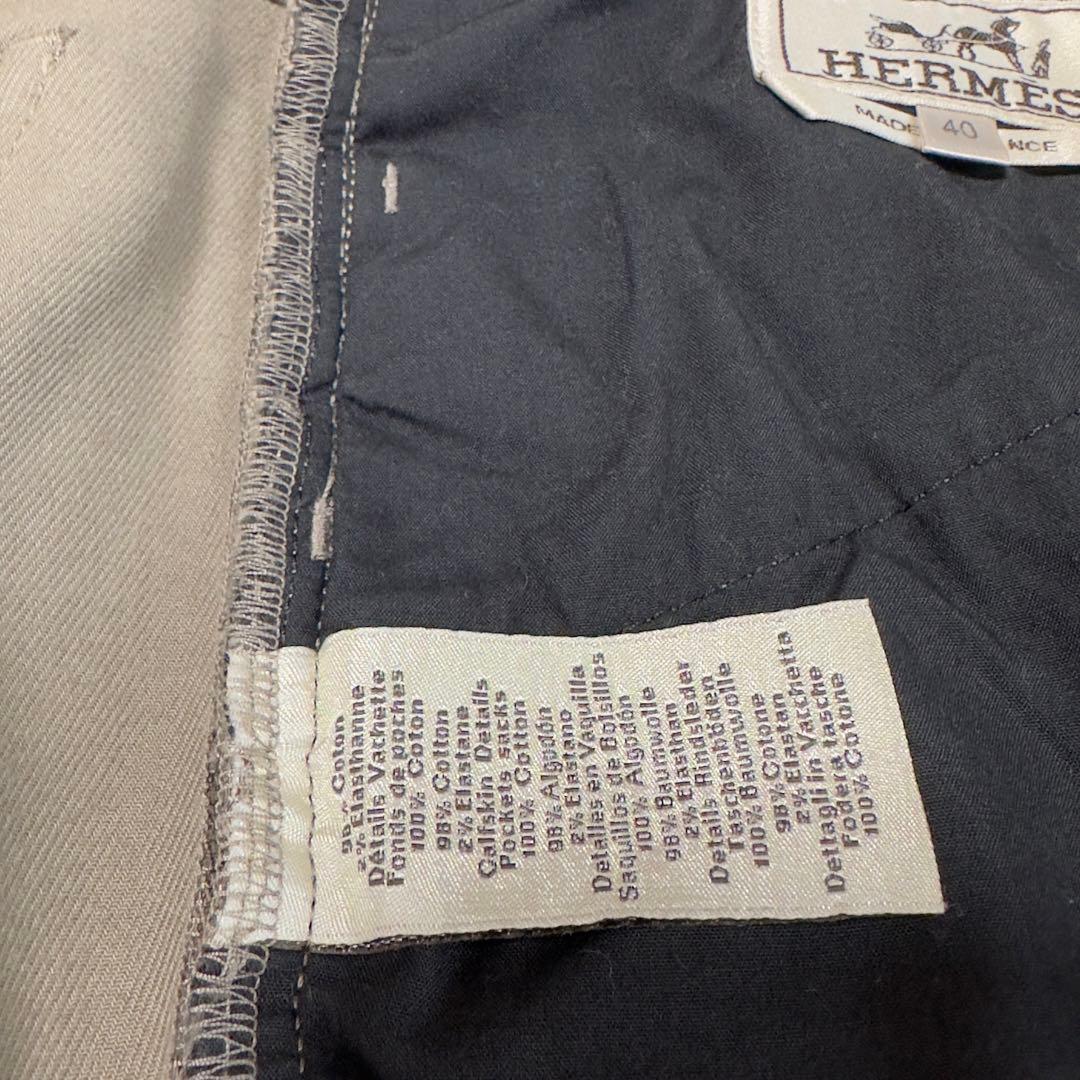 HERMES
MADE
NCE
40
98% Coton
2% Elasthanne
Détails Vachette
Fonds de poches
100% Coton
98% Cotton
2% Elastane
Calfskin Details
Pockets sacks
100% Cotton
98% Algodón
2% Elastano
Detalles en Vaquilla
Saquillos de Bolsillos
100% Algodón
98% Baumwolle
2% Elasthan
Details Rindsleder
Taschenböden
100% Baumwolle
98% Cotone
2% Elastan
Dettagli in Vacchetta
Fodera tasche
100% Cotone